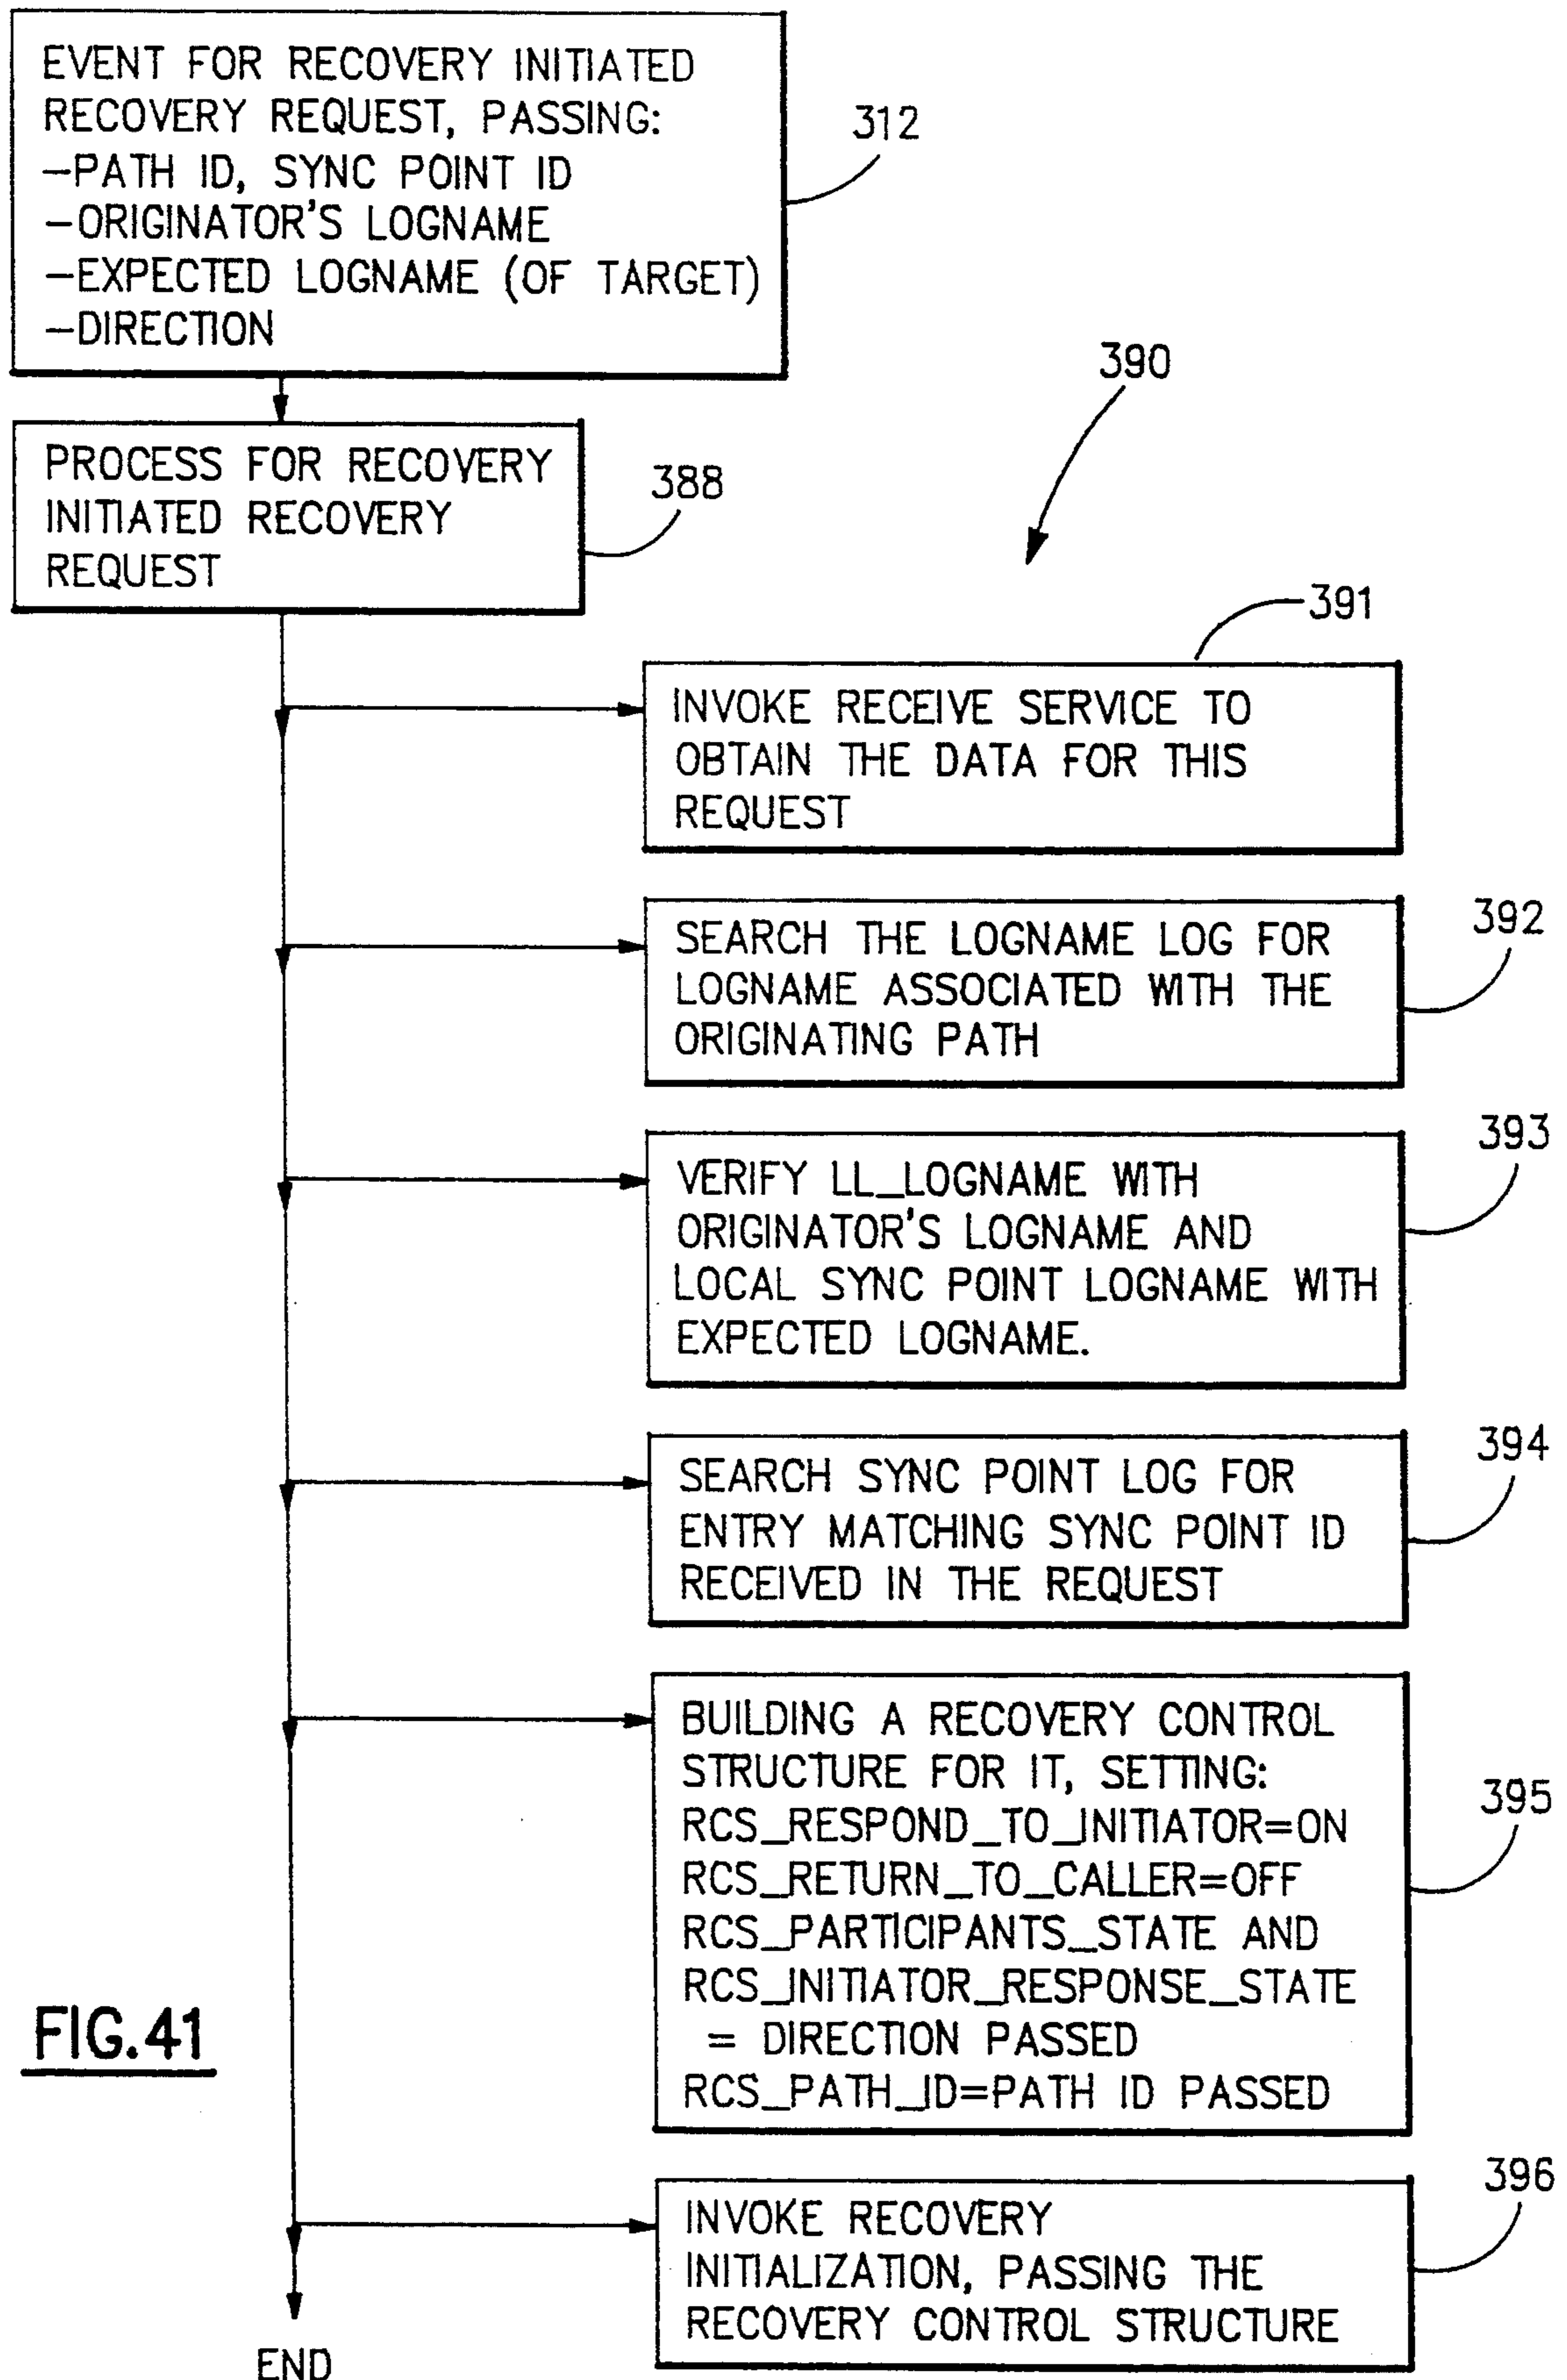 EVENT FOR RECOVERY INITIATED
RECOVERY REQUEST, PASSING:
-PATH ID, SYNC POINT ID
-ORIGINATOR'S LOGNAME
-EXPECTED LOGNAME (OF TARGET)
-DIRECTION
312
390
PROCESS FOR RECOVERY
INITIATED RECOVERY
REQUEST
388
391
INVOKE RECEIVE SERVICE TO
OBTAIN THE DATA FOR THIS
REQUEST
392
SEARCH THE LOGNAME LOG FOR
LOGNAME ASSOCIATED WITH THE
ORIGINATING PATH
393
VERIFY LL_LOGNAME WITH
ORIGINATOR'S LOGNAME AND
LOCAL SYNC POINT LOGNAME WITH
EXPECTED LOGNAME.
394
SEARCH SYNC POINT LOG FOR
ENTRY MATCHING SYNC POINT ID
RECEIVED IN THE REQUEST
395
BUILDING A RECOVERY CONTROL
STRUCTURE FOR IT, SETTING:
RCS_RESPOND_TO_INITIATOR=ON
RCS_RETURN_TO_CALLER=OFF
RCS_PARTICIPANTS_STATE AND
RCS_INITIATOR_RESPONSE_STATE
= DIRECTION PASSED
RCS_PATH_ID=PATH ID PASSED
FIG.41
396
INVOKE RECOVERY
INITIALIZATION, PASSING THE
RECOVERY CONTROL STRUCTURE
END